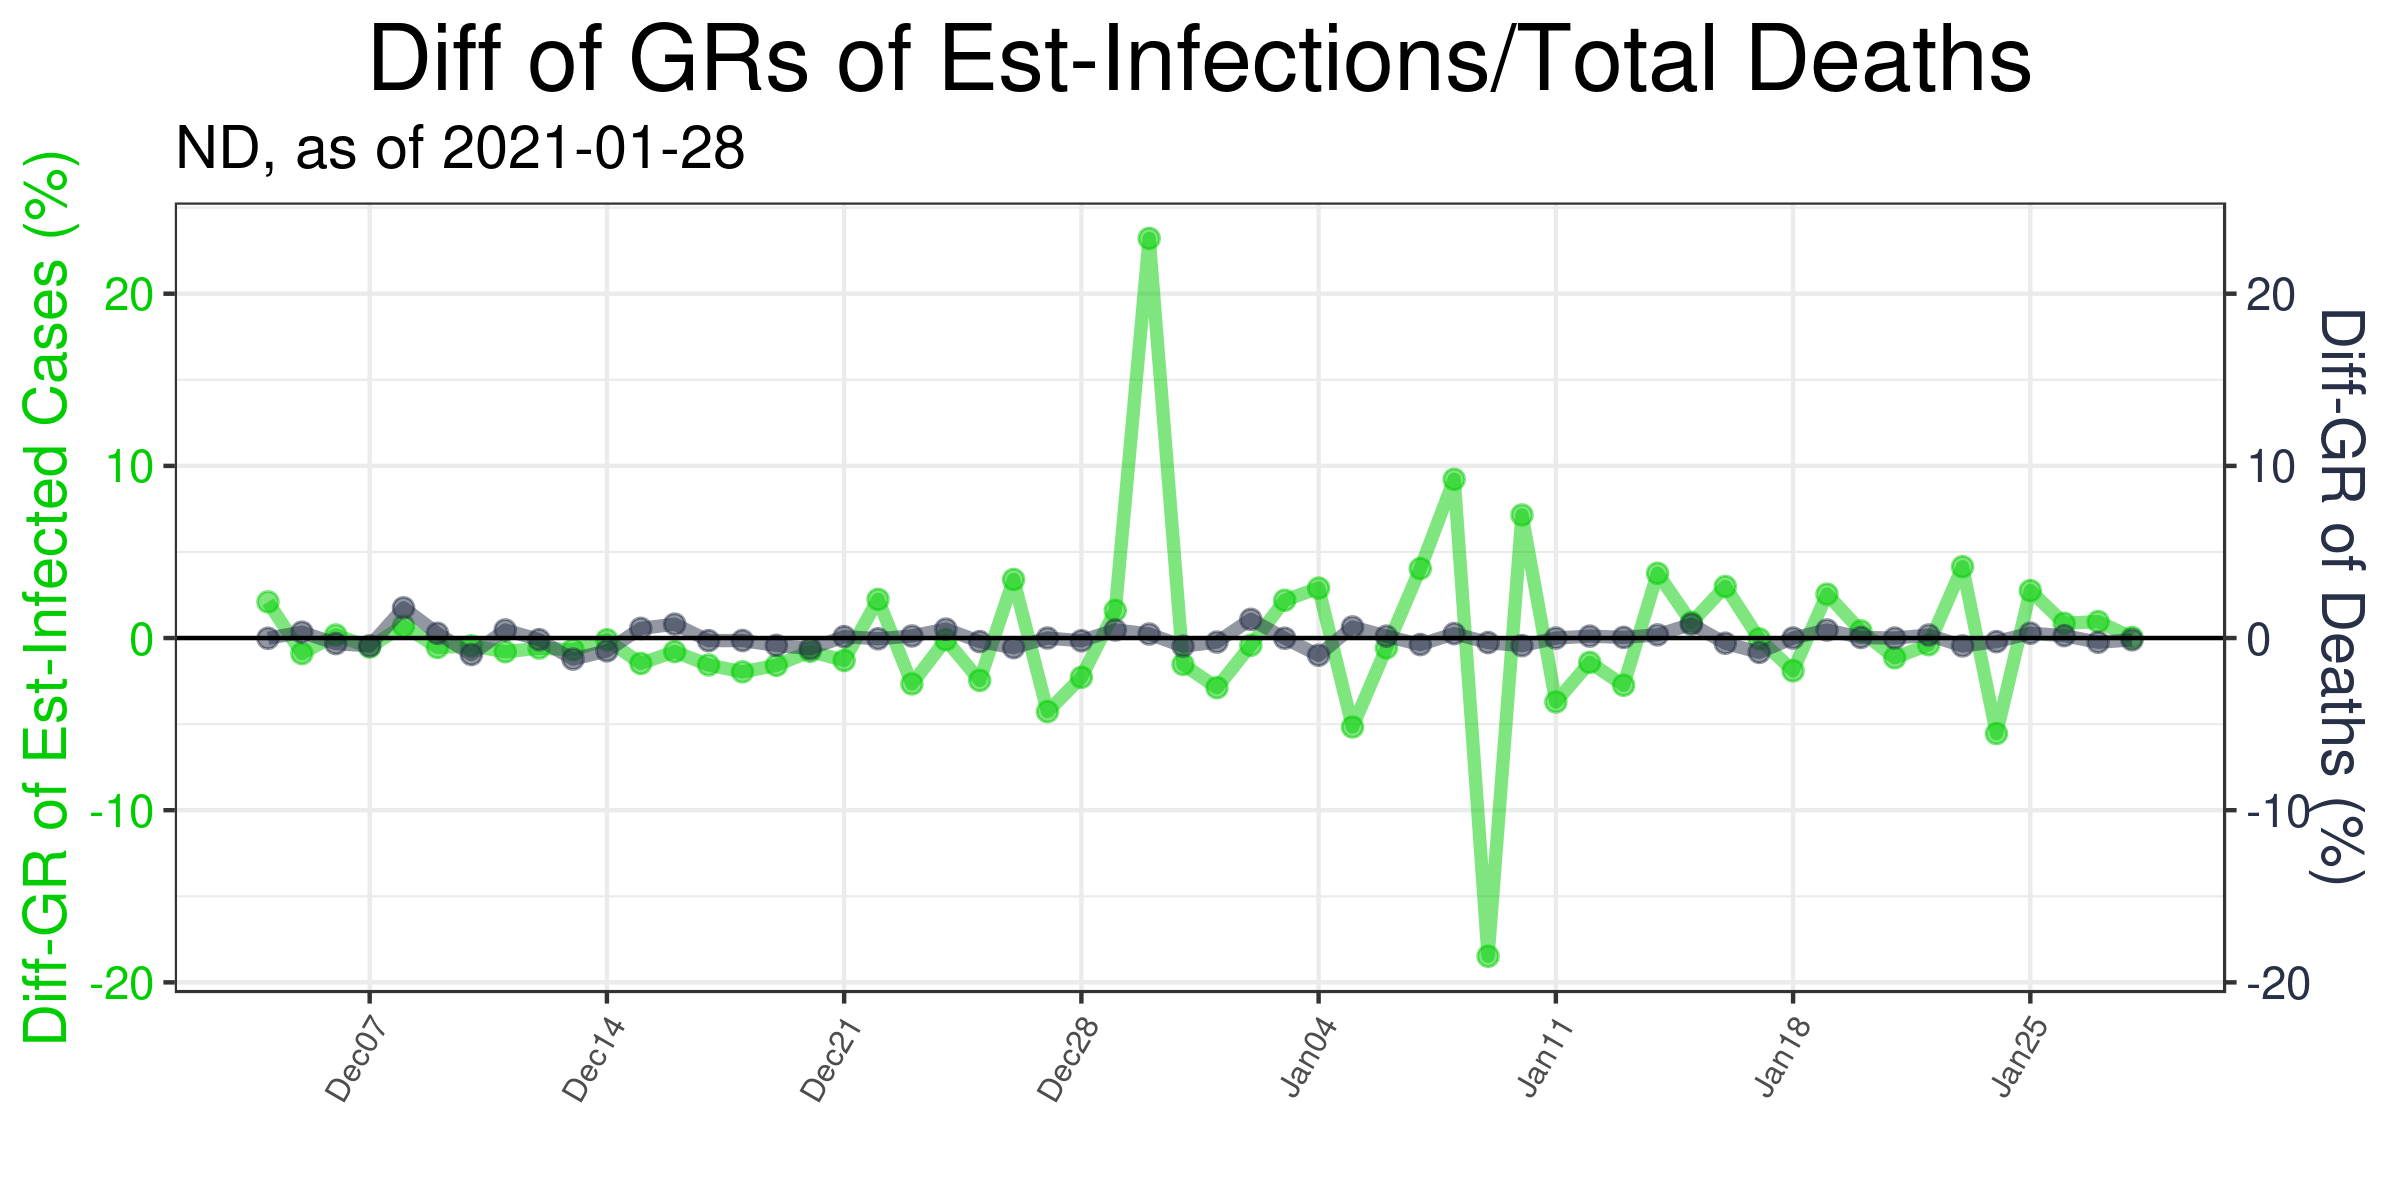 Diff of GRs of Est-Infections/Total Deaths
ND, as of 2021-01-28
Diff-GR of Est-Infected Cases (%)
20
10
0
-10
-20
20
10
0
-10
-20
Diff-GR of Deaths (%)
Dec07
Dec14
Dec21
Dec28
Jan04
Jan11
Jan18
Jan25